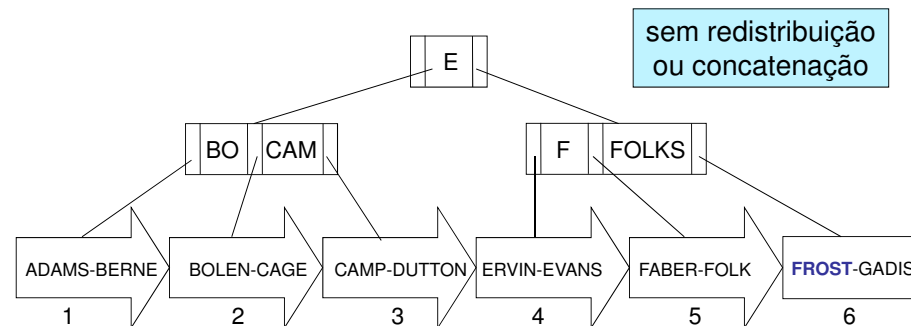 sem redistribuição
ou concatenação
E
BO CAM
F FOLKS
ADAMS-BERNE BOLEN-CAGE CAMP-DUTTON ERVIN-EVANS FABER-FOLK FROST-GADIS
1 2 3 4 5 6